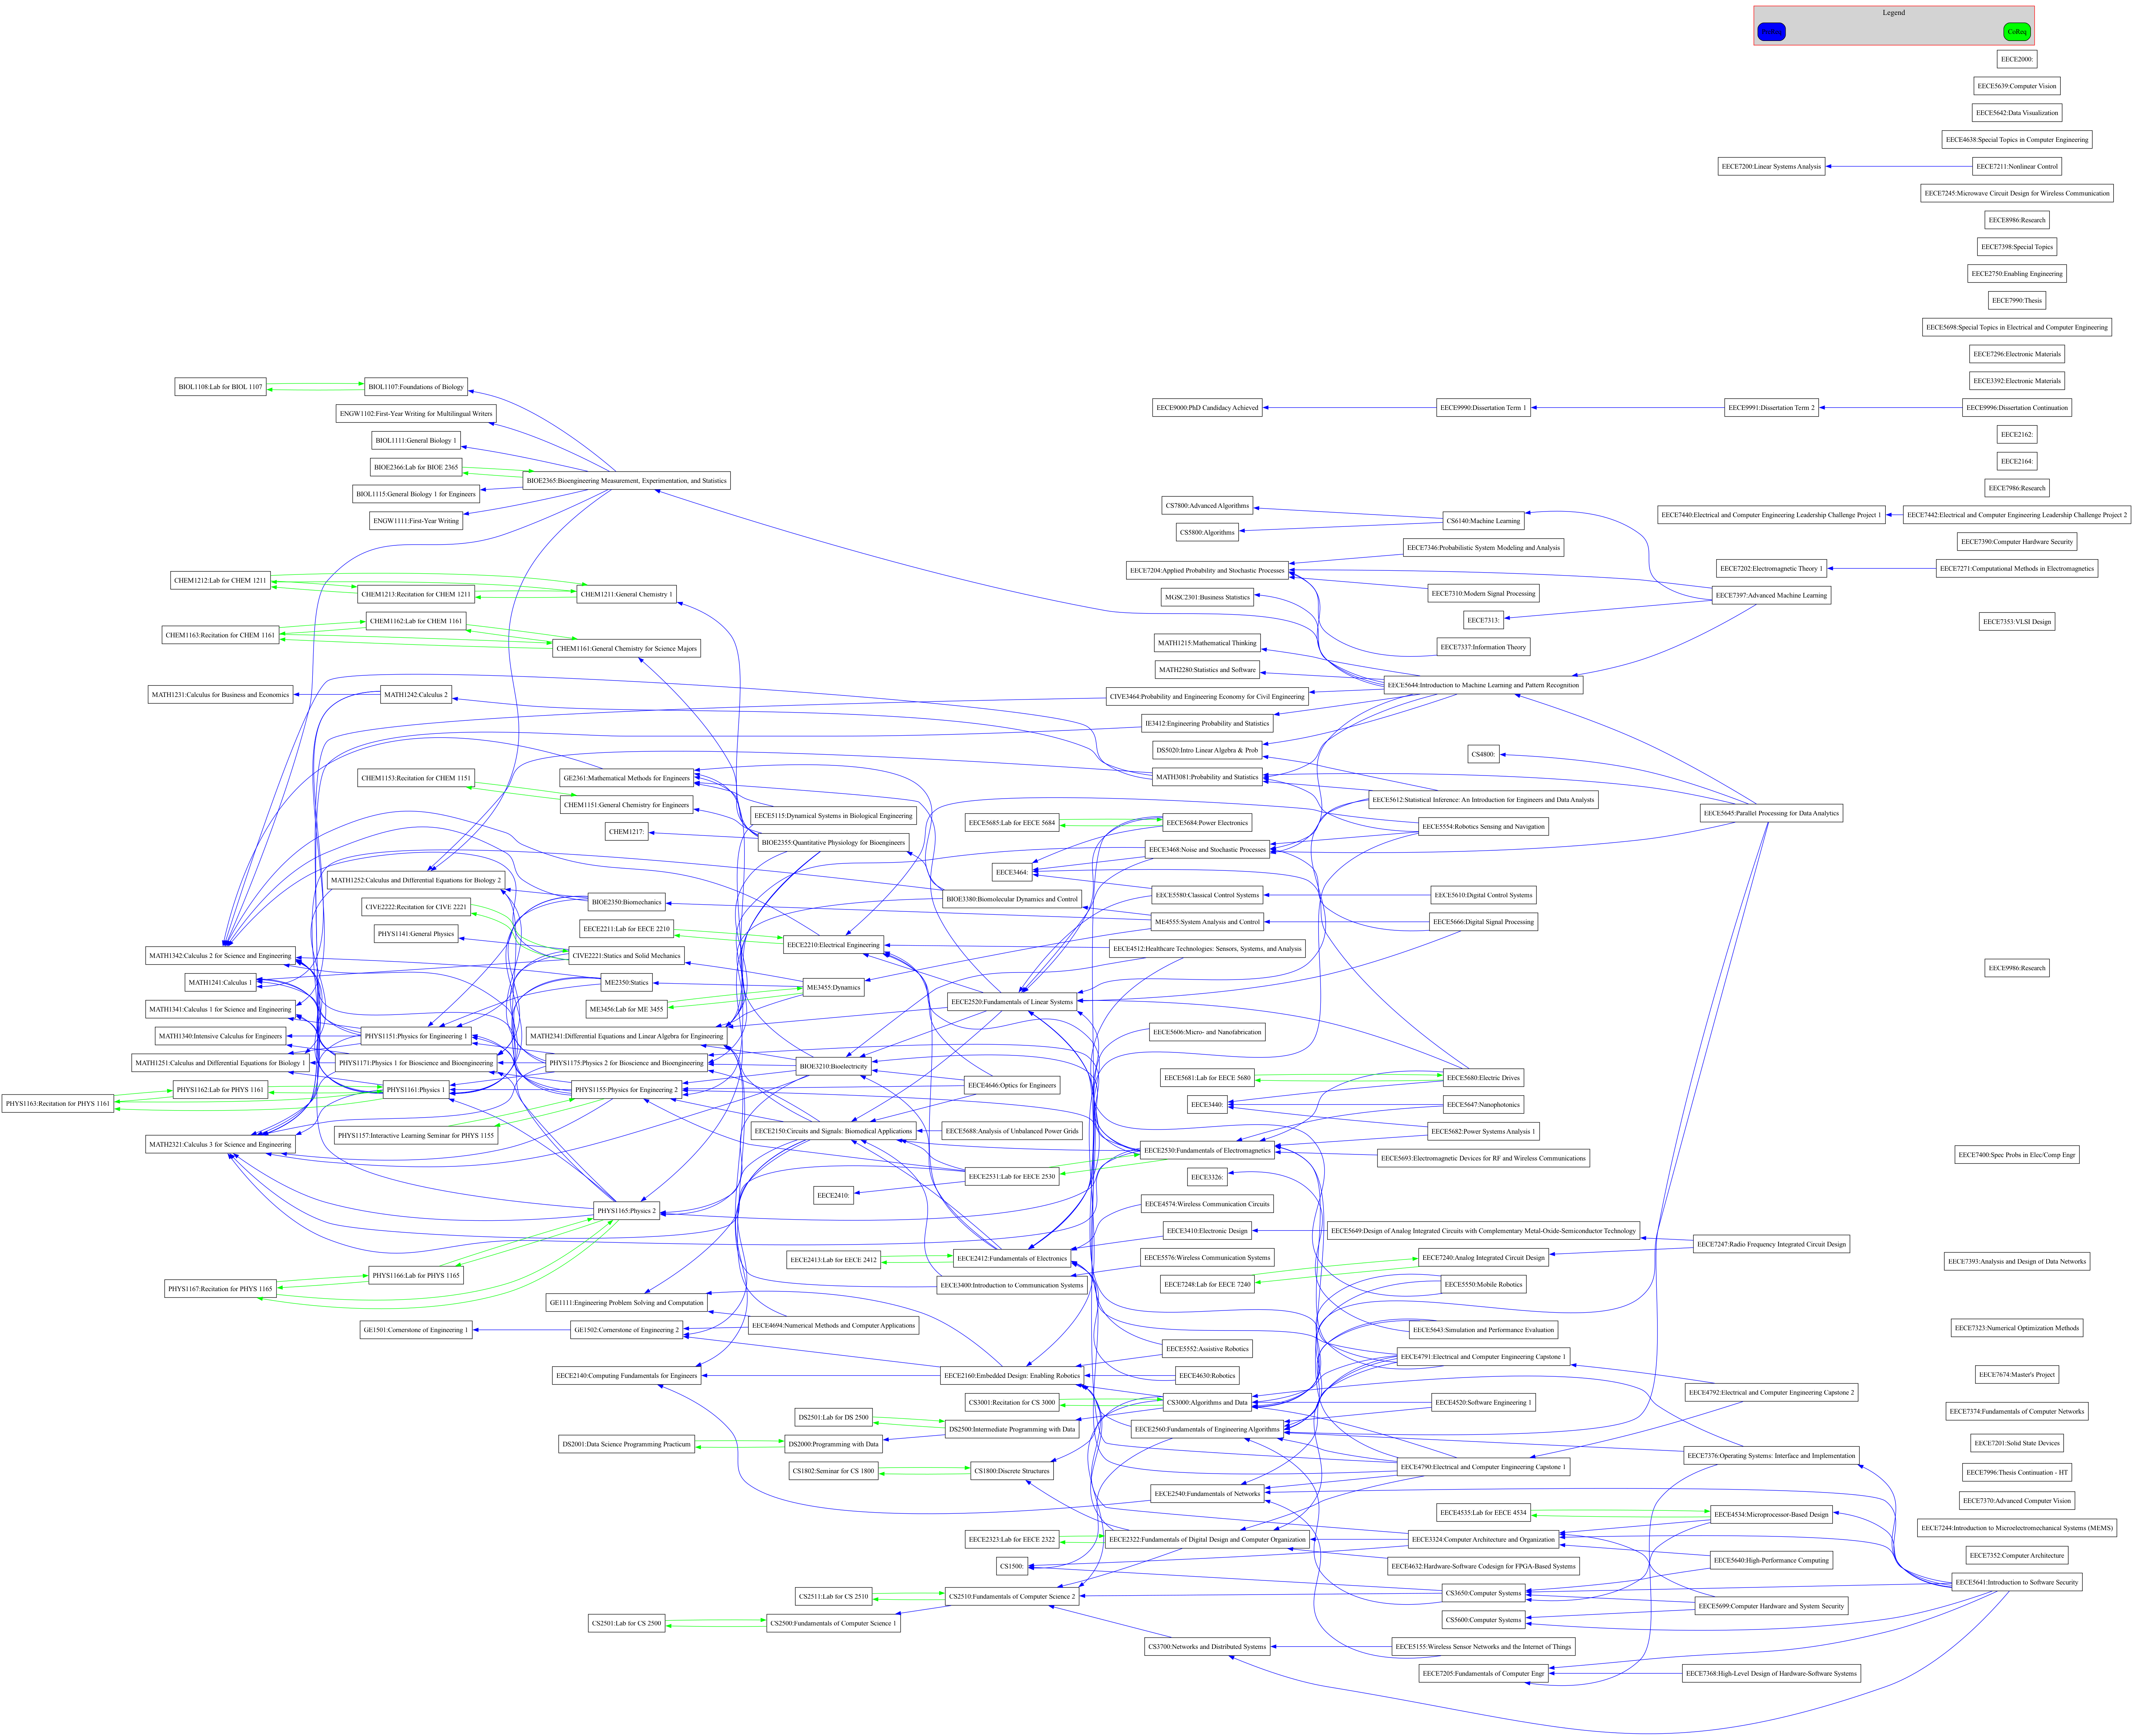 Legend
PreReq
CoReq
EECE2000:
EECE5639:Computer Vision
EECE5642:Data Visualization
EECE4638:Special Topics in Computer Engineering
EECE7200:Linear Systems Analysis
EECE7211:Nonlinear Control
EECE7245:Microwave Circuit Design for Wireless Communication
EECE8986:Research
EECE7398:Special Topics
EECE2750:Enabling Engineering
EECE7990:Thesis
EECE5698:Special Topics in Electrical and Computer Engineering
EECE7296:Electronic Materials
EECE3392:Electronic Materials
BIOL1108:Lab for BIOL 1107
BIOL1107:Foundations of Biology
EECE9000:PhD Candidacy Achieved
EECE9990:Dissertation Term 1
EECE9991:Dissertation Term 2
EECE9996:Dissertation Continuation
ENGW1102:First-Year Writing for Multilingual Writers
EECE2162:
BIOL1111:General Biology 1
EECE2164:
BIOE2366:Lab for BIOE 2365
BIOE2365:Bioengineering Measurement, Experimentation, and Statistics
EECE7986:Research
BIOL1115:General Biology 1 for Engineers
CS7800:Advanced Algorithms
ENGW1111:First-Year Writing
CS6140:Machine Learning
EECE7440:Electrical and Computer Engineering Leadership Challenge Project 1
EECE7442:Electrical and Computer Engineering Leadership Challenge Project 2
CS5800:Algorithms
EECE7346:Probabilistic System Modeling and Analysis
EECE7390:Computer Hardware Security
EECE7204:Applied Probability and Stochastic Processes
EECE7202:Electromagnetic Theory 1
EECE7271:Computational Methods in Electromagnetics
CHEM1212:Lab for CHEM 1211
CHEM1213:Recitation for CHEM 1211
CHEM1211:General Chemistry 1
MGSC2301:Business Statistics
EECE7310:Modern Signal Processing
EECE7397:Advanced Machine Learning
CHEM1162:Lab for CHEM 1161
EECE7313:
EECE7353:VLSI Design
CHEM1163:Recitation for CHEM 1161
CHEM1161:General Chemistry for Science Majors
MATH1215:Mathematical Thinking
EECE7337:Information Theory
MATH2280:Statistics and Software
EECE5644:Introduction to Machine Learning and Pattern Recognition
MATH1231:Calculus for Business and Economics
MATH1242:Calculus 2
CIVE3464:Probability and Engineering Economy for Civil Engineering
IE3412:Engineering Probability and Statistics
DS5020:Intro Linear Algebra & Prob
CS4800:
CHEM1153:Recitation for CHEM 1151
GE2361:Mathematical Methods for Engineers
MATH3081:Probability and Statistics
CHEM1151:General Chemistry for Engineers
EECE5612:Statistical Inference: An Introduction for Engineers and Data Analysts
EECE5115:Dynamical Systems in Biological Engineering
EECE5645:Parallel Processing for Data Analytics
EECE5685:Lab for EECE 5684
EECE5684:Power Electronics
EECE5554:Robotics Sensing and Navigation
CHEM1217:
BIOE2355:Quantitative Physiology for Bioengineers
EECE3468:Noise and Stochastic Processes
EECE3464:
MATH1252:Calculus and Differential Equations for Biology 2
BIOE2350:Biomechanics
BIOE3380:Biomolecular Dynamics and Control
EECE5580:Classical Control Systems
EECE5610:Digital Control Systems
CIVE2222:Recitation for CIVE 2221
EECE2211:Lab for EECE 2210
ME4555:System Analysis and Control
EECE5666:Digital Signal Processing
PHYS1141:General Physics
EECE2210:Electrical Engineering
EECE4512:Healthcare Technologies: Sensors, Systems, and Analysis
MATH1342:Calculus 2 for Science and Engineering
CIVE2221:Statics and Solid Mechanics
EECE9986:Research
MATH1241:Calculus 1
ME2350:Statics
ME3455:Dynamics
EECE2520:Fundamentals of Linear Systems
MATH1341:Calculus 1 for Science and Engineering
ME3456:Lab for ME 3455
MATH1340:Intensive Calculus for Engineers
PHYS1151:Physics for Engineering 1
MATH2341:Differential Equations and Linear Algebra for Engineering
EECE5606:Micro- and Nanofabrication
MATH1251:Calculus and Differential Equations for Biology 1
PHYS1171:Physics 1 for Bioscience and Bioengineering
PHYS1175:Physics 2 for Bioscience and Bioengineering
BIOE3210:Bioelectricity
EECE5681:Lab for EECE 5680
EECE5680:Electric Drives
PHYS1162:Lab for PHYS 1161
PHYS1161:Physics 1
PHYS1155:Physics for Engineering 2
EECE4646:Optics for Engineers
PHYS1163:Recitation for PHYS 1161
EECE3440:
EECE5647:Nanophotonics
PHYS1157:Interactive Learning Seminar for PHYS 1155
EECE2150:Circuits and Signals: Biomedical Applications
EECE5688:Analysis of Unbalanced Power Grids
EECE5682:Power Systems Analysis 1
MATH2321:Calculus 3 for Science and Engineering
EECE2530:Fundamentals of Electromagnetics
EECE5693:Electromagnetic Devices for RF and Wireless Communications
EECE7400:Spec Probs in Elec/Comp Engr
EECE2531:Lab for EECE 2530
EECE3326:
EECE2410:
PHYS1165:Physics 2
EECE4574:Wireless Communication Circuits
EECE3410:Electronic Design
EECE5649:Design of Analog Integrated Circuits with Complementary Metal-Oxide-Semiconductor Technology
EECE7247:Radio Frequency Integrated Circuit Design
EECE2413:Lab for EECE 2412
EECE2412:Fundamentals of Electronics
EECE5576:Wireless Communication Systems
EECE7240:Analog Integrated Circuit Design
EECE7393:Analysis and Design of Data Networks
PHYS1166:Lab for PHYS 1165
PHYS1167:Recitation for PHYS 1165
EECE3400:Introduction to Communication Systems
EECE7248:Lab for EECE 7240
EECE5550:Mobile Robotics
GE1111:Engineering Problem Solving and Computation
GE1501:Cornerstone of Engineering 1
GE1502:Cornerstone of Engineering 2
EECE4694:Numerical Methods and Computer Applications
EECE5643:Simulation and Performance Evaluation
EECE7323:Numerical Optimization Methods
EECE5552:Assistive Robotics
EECE4791:Electrical and Computer Engineering Capstone 1
EECE2140:Computing Fundamentals for Engineers
EECE2160:Embedded Design: Enabling Robotics
EECE4630:Robotics
EECE7674:Master's Project
EECE4792:Electrical and Computer Engineering Capstone 2
CS3001:Recitation for CS 3000
CS3000:Algorithms and Data
EECE4520:Software Engineering 1
EECE7374:Fundamentals of Computer Networks
DS2501:Lab for DS 2500
DS2500:Intermediate Programming with Data
EECE2560:Fundamentals of Engineering Algorithms
DS2001:Data Science Programming Practicum
DS2000:Programming with Data
EECE7201:Solid State Devices
EECE7376:Operating Systems: Interface and Implementation
CS1802:Seminar for CS 1800
CS1800:Discrete Structures
EECE4790:Electrical and Computer Engineering Capstone 1
EECE7996:Thesis Continuation - HT
EECE2540:Fundamentals of Networks
EECE7370:Advanced Computer Vision
EECE4535:Lab for EECE 4534
EECE4534:Microprocessor-Based Design
EECE7244:Introduction to Microelectromechanical Systems (MEMS)
EECE2323:Lab for EECE 2322
EECE2322:Fundamentals of Digital Design and Computer Organization
EECE3324:Computer Architecture and Organization
EECE7352:Computer Architecture
CS1500:
EECE4632:Hardware-Software Codesign for FPGA-Based Systems
EECE5640:High-Performance Computing
EECE5641:Introduction to Software Security
CS2511:Lab for CS 2510
CS2510:Fundamentals of Computer Science 2
CS3650:Computer Systems
EECE5699:Computer Hardware and System Security
CS2501:Lab for CS 2500
CS2500:Fundamentals of Computer Science 1
CS5600:Computer Systems
CS3700:Networks and Distributed Systems
EECE5155:Wireless Sensor Networks and the Internet of Things
EECE7205:Fundamentals of Computer Engr
EECE7368:High-Level Design of Hardware-Software Systems